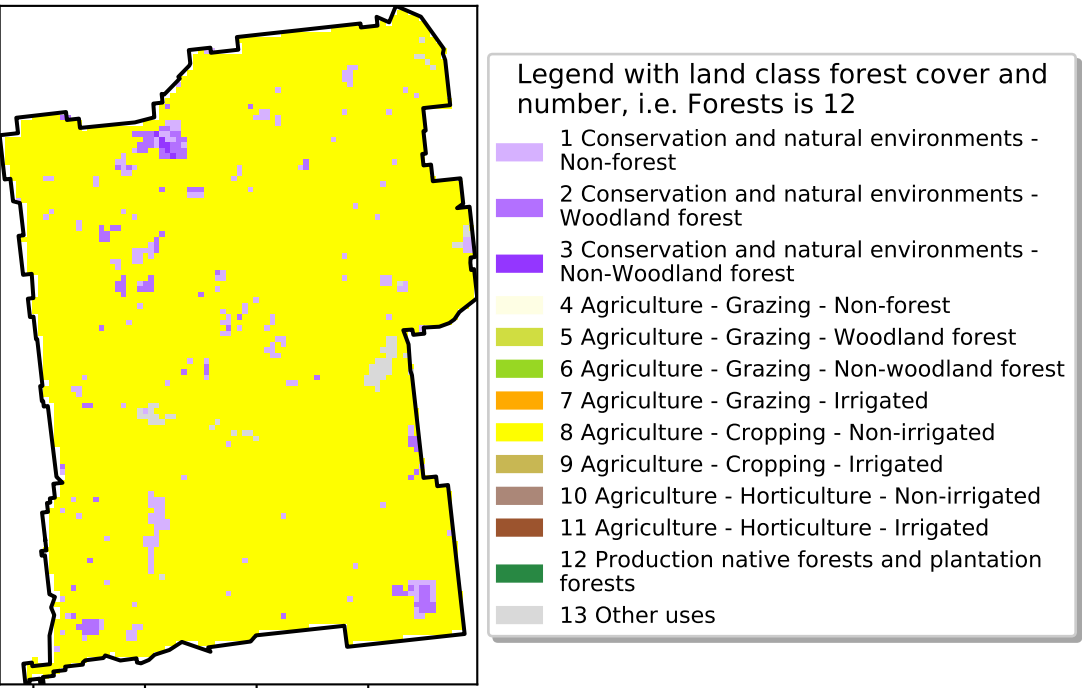 Legend with land class forest cover and
number, i.e. Forests is 12
1 Conservation and natural environments -
Non-forest
2 Conservation and natural environments -
Woodland forest
3 Conservation and natural environments -
Non-Woodland forest
4 Agriculture - Grazing - Non-forest
5 Agriculture - Grazing - Woodland forest
6 Agriculture - Grazing - Non-woodland forest
7 Agriculture - Grazing - Irrigated
8 Agriculture - Cropping - Non-irrigated
9 Agriculture - Cropping - Irrigated
10 Agriculture - Horticulture - Non-irrigated
11 Agriculture - Horticulture - Irrigated
12 Production native forests and plantation
forests
13 Other uses